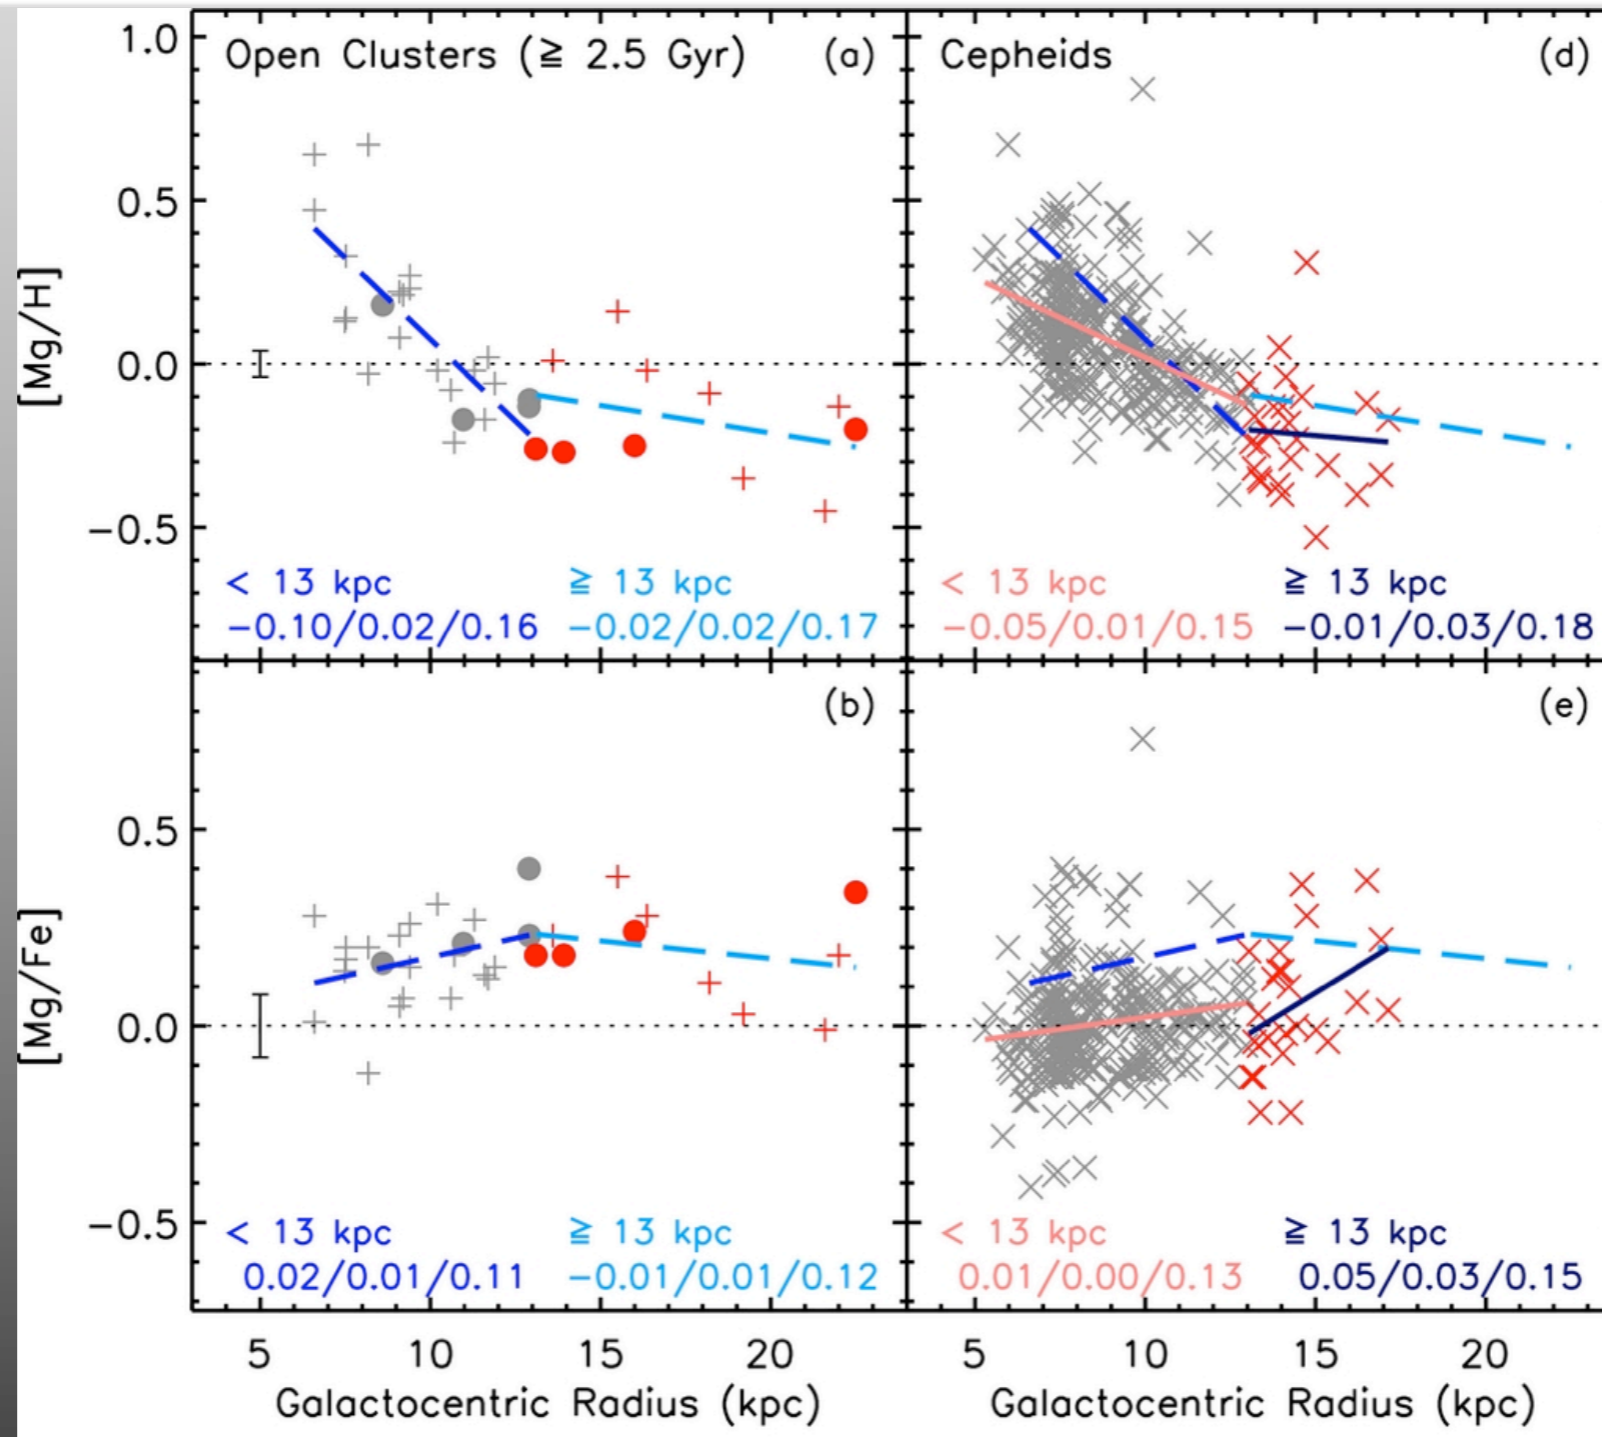 Open Clusters (≧ 2.5 Gyr)
(a)
Cepheids
(d)
1.0
0.5
0.0
−0.5
[Mg/H]
< 13 kpc
−0.10/0.02/0.16
≧ 13 kpc
−0.02/0.02/0.17
< 13 kpc
−0.05/0.01/0.15
≧ 13 kpc
−0.01/0.03/0.18
(b)
(e)
0.5
0.0
−0.5
[Mg/Fe]
< 13 kpc
0.02/0.01/0.11
≧ 13 kpc
−0.01/0.01/0.12
< 13 kpc
0.01/0.00/0.13
≧ 13 kpc
0.05/0.03/0.15
5 10 15 20
5 10 15 20
Galactocentric Radius (kpc)
Galactocentric Radius (kpc)